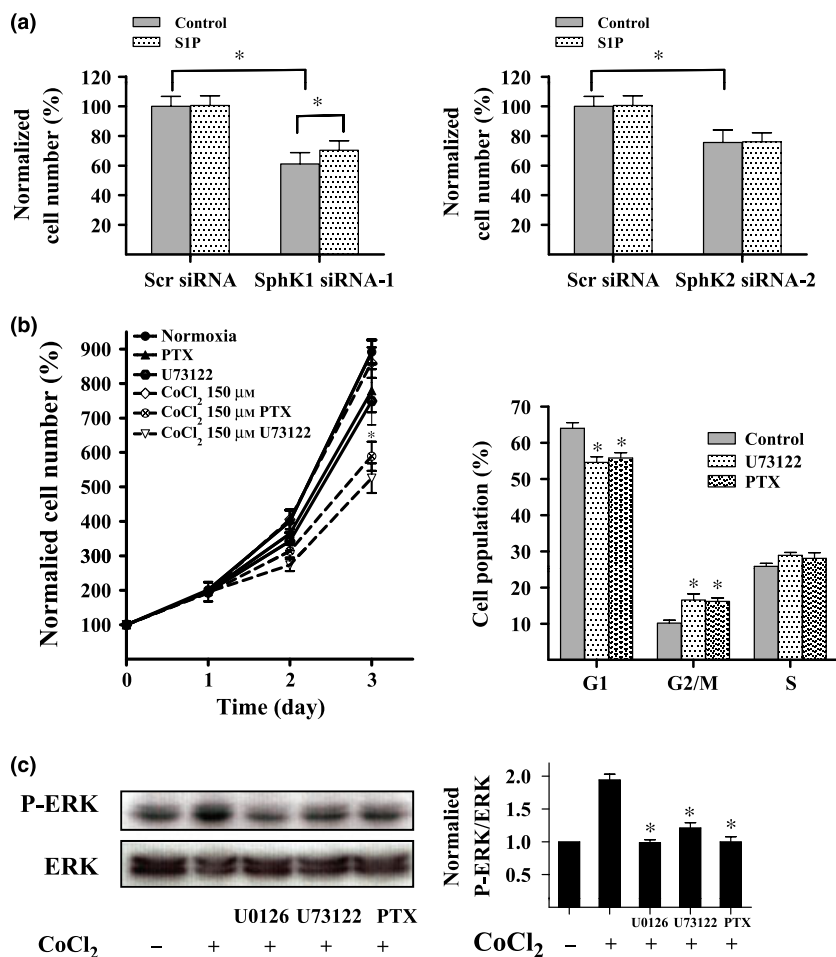 (a)
Control
S1P
*
*
120
100
80
60
40
20
Normalized
cell number (%)
Scr siRNA SphK1 siRNA-1
Control
S1P
*
120
100
80
60
40
20
Normalized
cell number (%)
Scr siRNA SphK2 siRNA-2
(b)
Normoxia
PTX
U73122
CoCl2 150 μM
CoCl2 150 μM PTX
CoCl2 150 μM U73122
*
900
800
700
600
500
400
300
200
100
Normalied cell number (%)
0 1 2 3
Time (day)
Control
U73122
PTX
* *
* *
70
60
50
40
30
20
10
Cell population (%)
G1 G2/M S
(c)
P-ERK
ERK
U0126 U73122 PTX
CoCl2 – + + + +
2.0
1.5
1.0
0.5
Normalied
P-ERK/ERK
* * *
U0126 U73122 PTX
CoCl2 – + + + +